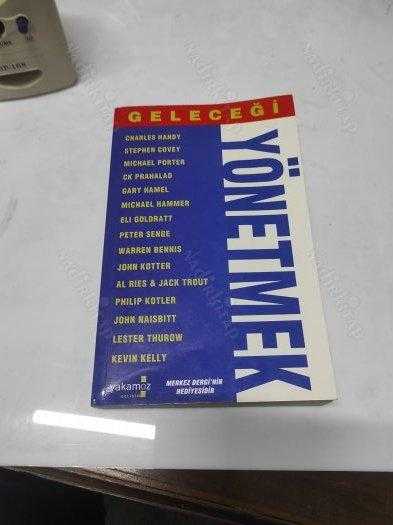 GELECEĞİ
YÖNETMEK
CHARLES HANDY
STEPHEN COVEY
MICHAEL PORTER
CK PRAHALAD
GARY HAMEL
MICHAEL HAMMER
ELI GOLDRATT
PETER SENGE
WARREN BENNIS
JOHN KOTTER
AL RIES & JACK TROUT
PHILIP KOTLER
JOHN NAISBITT
LESTER THUROW
KEVIN KELLY
yakamoz
MERKEZ DERGİ'NİN
HEDİYESİDİR